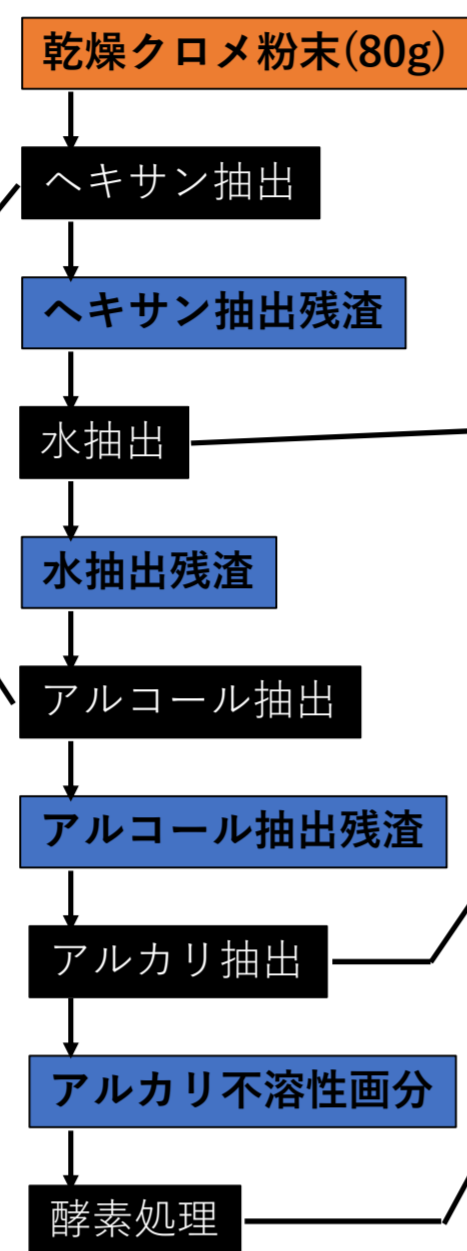 乾燥クロメ粉末(80g)
ヘキサン抽出
ヘキサン抽出残渣
水抽出
水抽出残渣
アルコール抽出
アルコール抽出残渣
アルカリ抽出
アルカリ不溶性画分
酵素処理